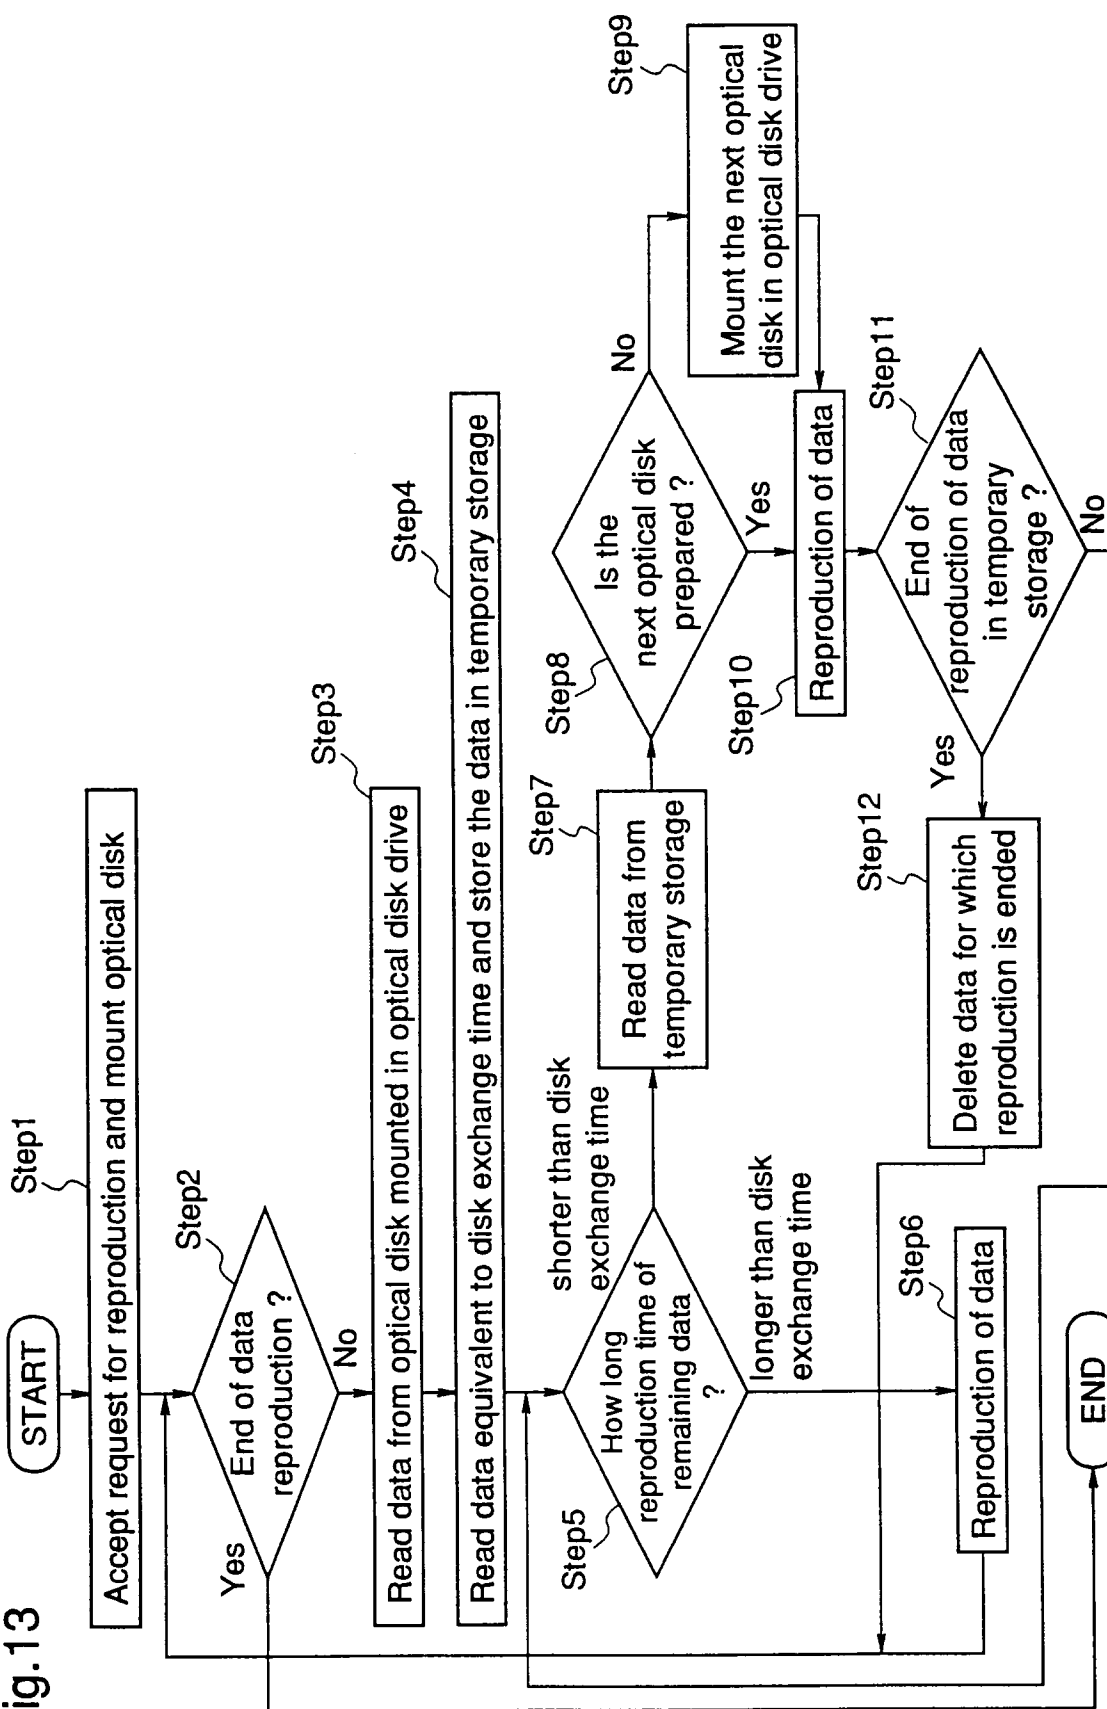 ig.13
START
Step1
Accept request for reproduction and mount optical disk
Step2
End of data
reproduction ?
Yes
No
Step3
Read data from optical disk mounted in optical disk drive
Step4
Read data equivalent to disk exchange time and store the data in temporary storage
Step5
How long
reproduction time of
remaining data
?
shorter than disk
exchange time
longer than disk
exchange time
Step6
Reproduction of data
Step7
Read data from
temporary storage
Step8
Is the
next optical disk
prepared ?
No
Yes
Step9
Mount the next optical
disk in optical disk drive
Step10
Reproduction of data
Step11
End of
reproduction of data
in temporary
storage ?
Yes
No
Step12
Delete data for which
reproduction is ended
END